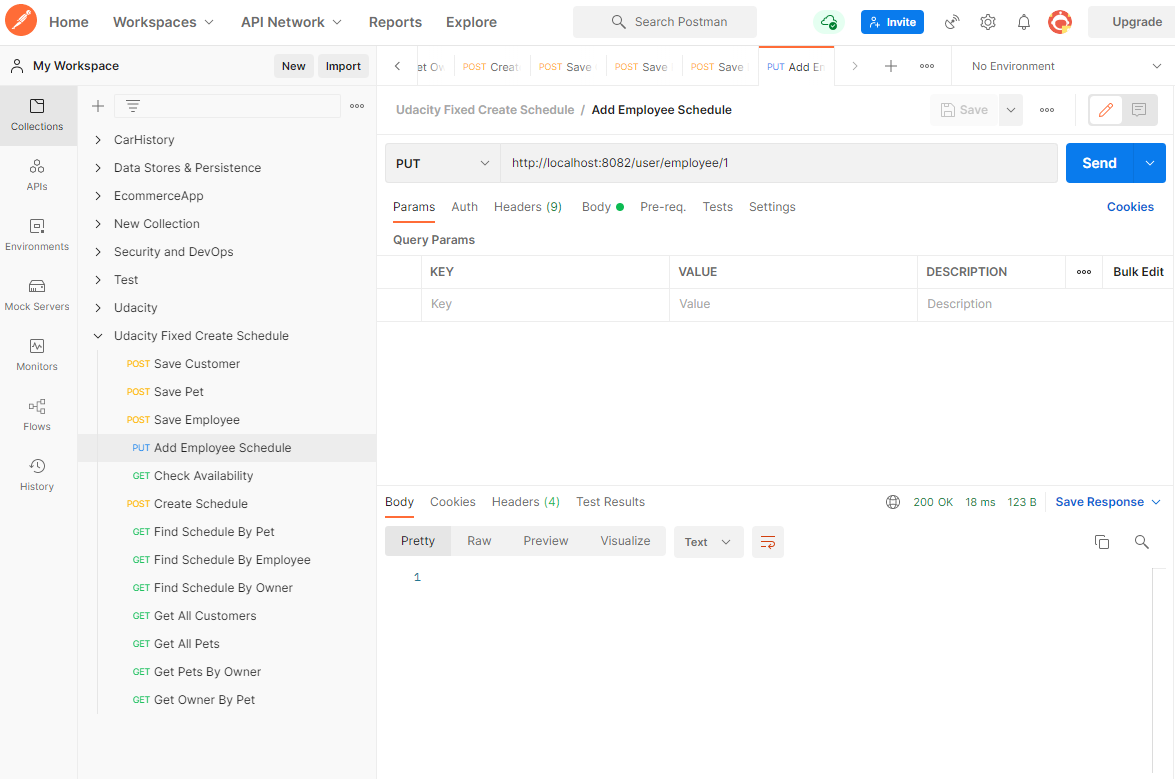 Home Workspaces API Network Reports Explore Search Postman Invite Upgrade
My Workspace New Import
POST Creat POST Save POST Save POST Save PUT Add En No Environment
Collections
APIs
Environments
Mock Servers
Monitors
Flows
History
CarHistory
Data Stores & Persistence
EcommerceApp
New Collection
Security and DevOps
Test
Udacity
Udacity Fixed Create Schedule
POST Save Customer
POST Save Pet
POST Save Employee
PUT Add Employee Schedule
GET Check Availability
POST Create Schedule
GET Find Schedule By Pet
GET Find Schedule By Employee
GET Find Schedule By Owner
GET Get All Customers
GET Get All Pets
GET Get Pets By Owner
GET Get Owner By Pet
Udacity Fixed Create Schedule / Add Employee Schedule Save
PUT http://localhost:8082/user/employee/1 Send
Params Auth Headers (9) Body Pre-req. Tests Settings Cookies
Query Params
KEY VALUE DESCRIPTION Bulk Edit
Key Value Description
Body Cookies Headers (4) Test Results 200 OK 18 ms 123 B Save Response
Pretty Raw Preview Visualize Text
1